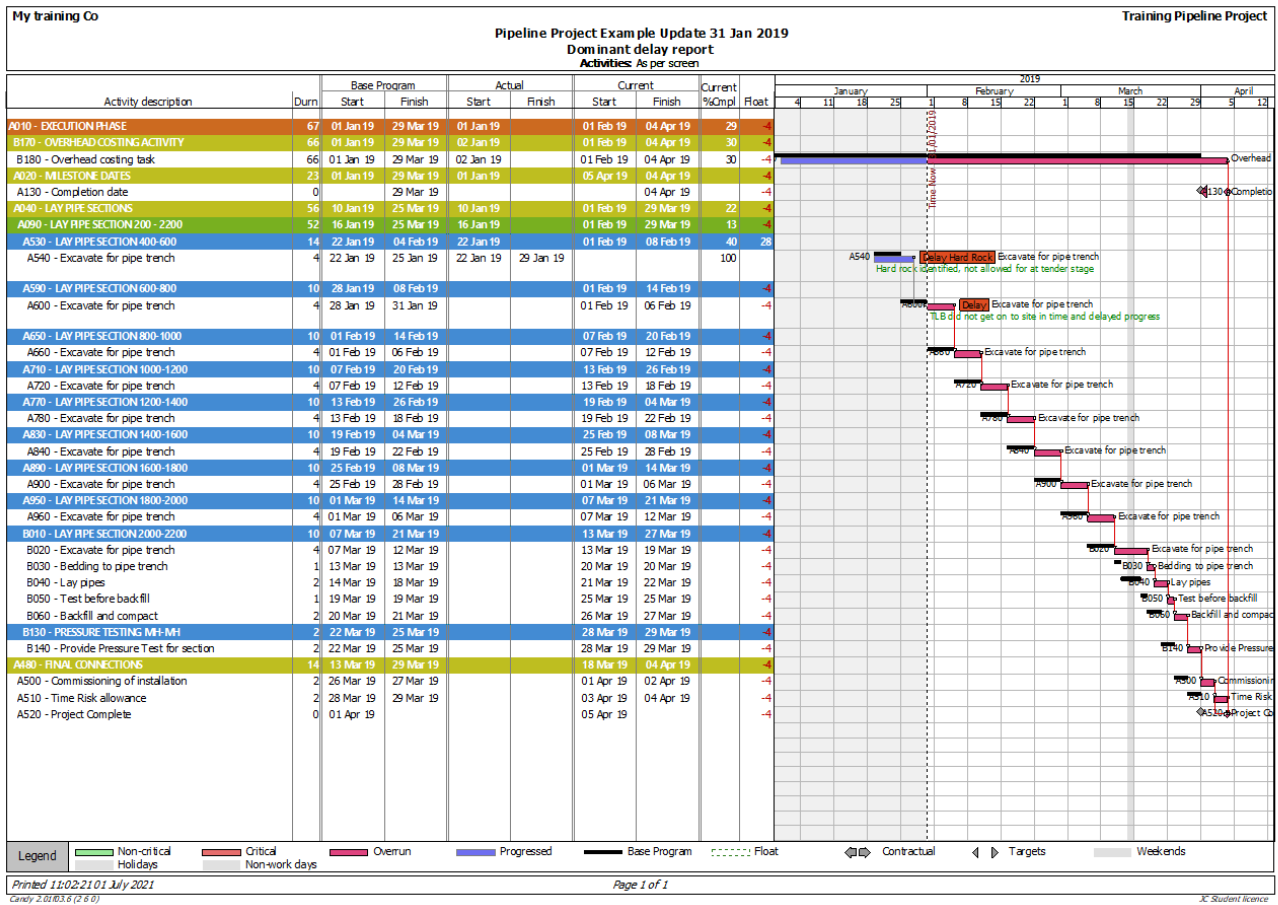 My training Co Training Pipeline Project
Pipeline Project Example Update 31 Jan 2019
Dominant delay report
Activities: As per screen
2019
Base Program Actual Current Current January February March April
Activity description Durn Start Finish Start Finish Start Finish %Cmpl Float 4 11 18 25 1 8 15 22 1 8 15 22 29 5 12
A010 - EXECUTION PHASE 67 01 Jan 19 29 Mar 19 01 Jan 19 01 Feb 19 04 Apr 19 29 -4
B170 - OVERHEAD COSTING ACTIVITY 66 01 Jan 19 29 Mar 19 02 Jan 19 01 Feb 19 04 Apr 19 30 -4
B180 - Overhead costing task 66 01 Jan 19 29 Mar 19 02 Jan 19 01 Feb 19 04 Apr 19 30 -4 Overhead
A020 - MILESTONE DATES 23 01 Jan 19 29 Mar 19 01 Jan 19 05 Apr 19 04 Apr 19 -4
Time Now
A130 - Completion date 0 29 Mar 19 04 Apr 19 -4 Completio
A040 - LAY PIPE SECTIONS 56 10 Jan 19 25 Mar 19 10 Jan 19 01 Feb 19 29 Mar 19 22 -4
A090 - LAY PIPE SECTION 200 - 2200 52 16 Jan 19 25 Mar 19 16 Jan 19 01 Feb 19 29 Mar 19 13 -4
A530 - LAY PIPE SECTION 400-600 14 22 Jan 19 04 Feb 19 22 Jan 19 01 Feb 19 08 Feb 19 40 28
A540 - Excavate for pipe trench 4 22 Jan 19 25 Jan 19 22 Jan 19 29 Jan 19 100 A540 Delay Hard Rock Excavate for pipe trench
Hard rock identified, not allowed for at tender stage
A590 - LAY PIPE SECTION 600-800 10 28 Jan 19 08 Feb 19 01 Feb 19 14 Feb 19 -4
A600 - Excavate for pipe trench 4 28 Jan 19 31 Jan 19 01 Feb 19 06 Feb 19 -4 A600 Delay Excavate for pipe trench
TLB did not get on to site in time and delayed progress
A650 - LAY PIPE SECTION 800-1000 10 01 Feb 19 14 Feb 19 07 Feb 19 20 Feb 19 -4
A660 - Excavate for pipe trench 4 01 Feb 19 06 Feb 19 07 Feb 19 12 Feb 19 -4 A660 Excavate for pipe trench
A710 - LAY PIPE SECTION 1000-1200 10 07 Feb 19 20 Feb 19 13 Feb 19 26 Feb 19 -4
A720 - Excavate for pipe trench 4 07 Feb 19 12 Feb 19 13 Feb 19 18 Feb 19 -4 A720 Excavate for pipe trench
A770 - LAY PIPE SECTION 1200-1400 10 13 Feb 19 26 Feb 19 19 Feb 19 04 Mar 19 -4
A780 - Excavate for pipe trench 4 13 Feb 19 18 Feb 19 19 Feb 19 22 Feb 19 -4 A780 Excavate for pipe trench
A830 - LAY PIPE SECTION 1400-1600 10 19 Feb 19 04 Mar 19 25 Feb 19 08 Mar 19 -4
A840 - Excavate for pipe trench 4 19 Feb 19 22 Feb 19 25 Feb 19 28 Feb 19 -4 A840 Excavate for pipe trench
A890 - LAY PIPE SECTION 1600-1800 10 25 Feb 19 08 Mar 19 01 Mar 19 14 Mar 19 -4
A900 - Excavate for pipe trench 4 25 Feb 19 28 Feb 19 01 Mar 19 06 Mar 19 -4 A900 Excavate for pipe trench
A950 - LAY PIPE SECTION 1800-2000 10 01 Mar 19 14 Mar 19 07 Mar 19 21 Mar 19 -4
A960 - Excavate for pipe trench 4 01 Mar 19 06 Mar 19 07 Mar 19 12 Mar 19 -4 A960 Excavate for pipe trench
B010 - LAY PIPE SECTION 2000-2200 10 07 Mar 19 21 Mar 19 13 Mar 19 27 Mar 19 -4
B020 - Excavate for pipe trench 4 07 Mar 19 12 Mar 19 13 Mar 19 19 Mar 19 -4 B020 Excavate for pipe trench
B030 - Bedding to pipe trench 1 13 Mar 19 13 Mar 19 20 Mar 19 20 Mar 19 -4 B030 Bedding to pipe trench
B040 - Lay pipes 2 14 Mar 19 18 Mar 19 21 Mar 19 22 Mar 19 -4 B040 Lay pipes
B050 - Test before backfill 1 19 Mar 19 19 Mar 19 25 Mar 19 25 Mar 19 -4 B050 Test before backfill
B060 - Backfill and compact 2 20 Mar 19 21 Mar 19 26 Mar 19 27 Mar 19 -4 B060 Backfill and compac
B130 - PRESSURE TESTING MH-MH 2 22 Mar 19 25 Mar 19 28 Mar 19 29 Mar 19 -4
B140 - Provide Pressure Test for section 2 22 Mar 19 25 Mar 19 28 Mar 19 29 Mar 19 -4 B140 Provide Pressure
A480 - FINAL CONNECTIONS 14 13 Mar 19 29 Mar 19 18 Mar 19 04 Apr 19 -4
A500 - Commissioning of installation 2 26 Mar 19 27 Mar 19 01 Apr 19 02 Apr 19 -4 A500 Commissionin
A510 - Time Risk allowance 2 28 Mar 19 29 Mar 19 03 Apr 19 04 Apr 19 -4 A510 Time Risk
A520 - Project Complete 0 01 Apr 19 05 Apr 19 -4 A520 Project Co
Legend Non-critical Critical Overrun Progressed Base Program Float Contractual Targets Weekends
Holidays Non-work days
Printed 11:02:21 01 July 2021 Page 1 of 1
Candy 2.01f03.6 (2 6 0) JC Student licence